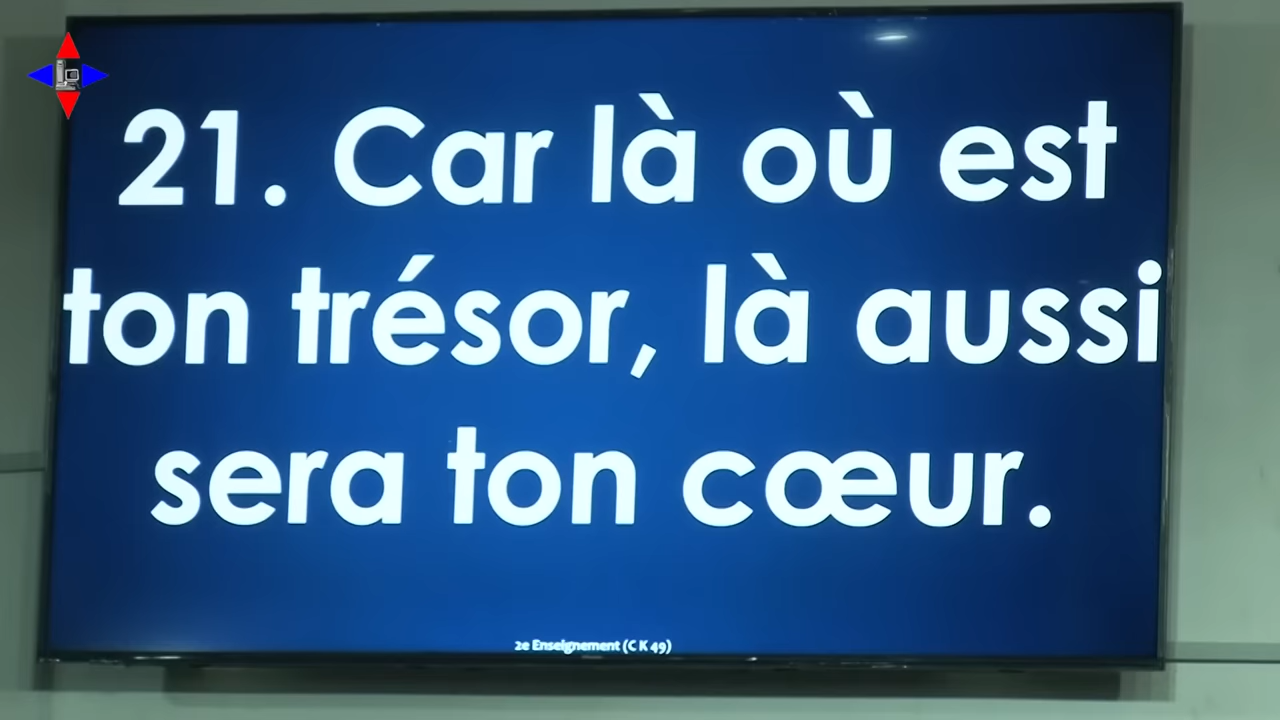 21. Car là où est
ton trésor, là aussi
sera ton cœur.
2e Enseignement (C K 49)